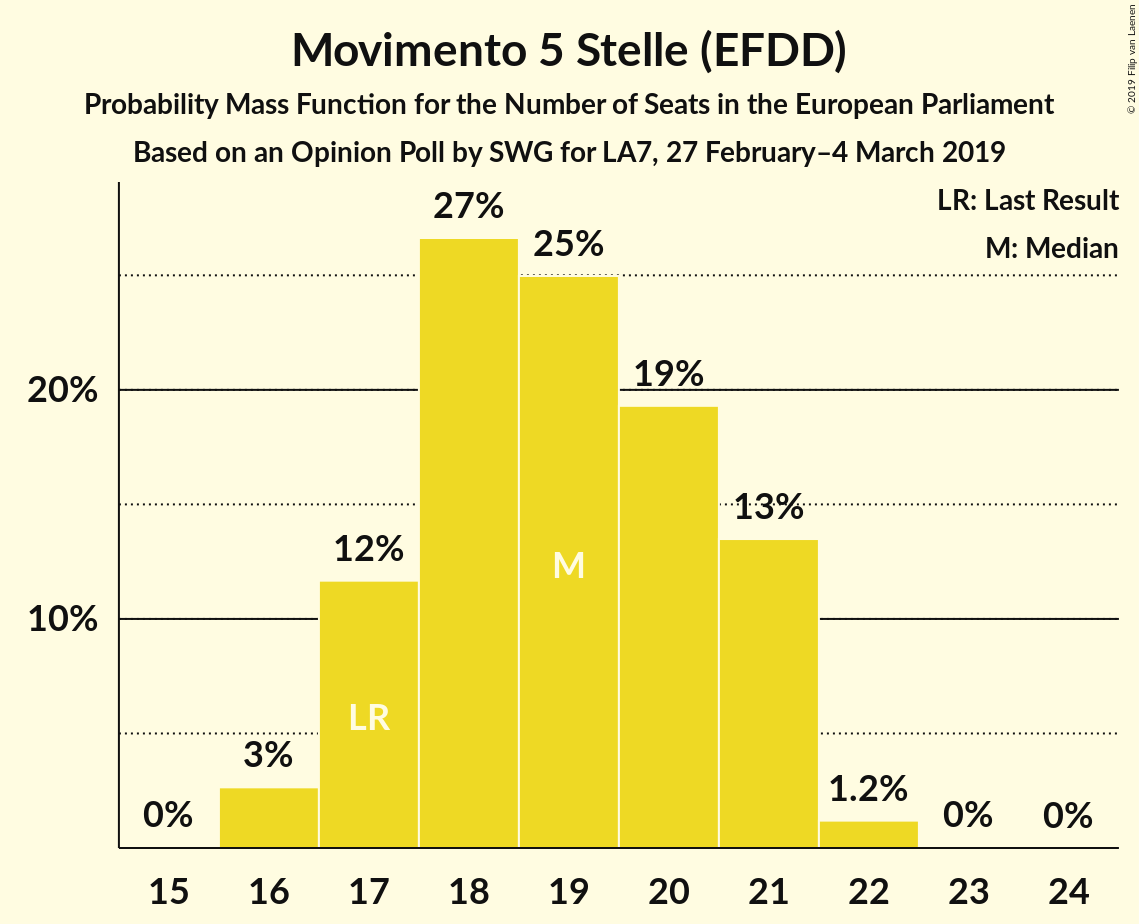 Movimento 5 Stelle (EFDD)
Probability Mass Function for the Number of Seats in the European Parliament
Based on an Opinion Poll by SWG for LA7, 27 February–4 March 2019
© 2019 Filip van Laenen
LR: Last Result
M: Median
27%
25%
20%
19%
13%
12%
M
10%
LR
3%
1.2%
0%
0%
0%
15 16 17 18 19 20 21 22 23 24